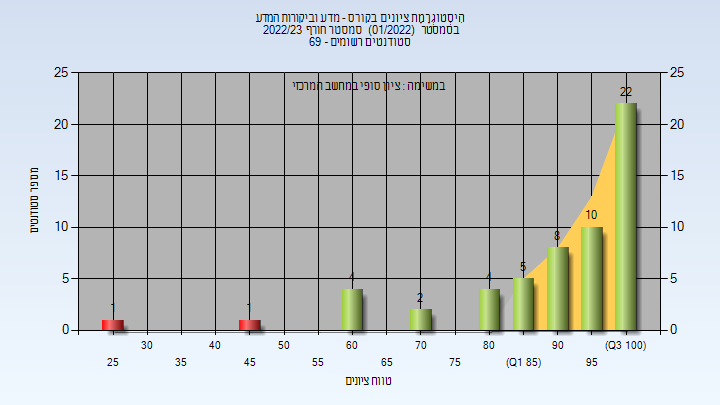 הִיסְטוֹגְרַמַת ציונים בקורס - מדע וביקורות המדע
בסמסטר (01/2022) סמסטר חורף 2022/23
סטודנטים רשומים - 69
במשימה : ציון סופי במחשב המרכזי
25 25
20 20
15 15
10 10
5 5
0 0
מספר סטודנטים
1 1 4 2 4 5 8 10 22
30 40 50 60 70 80 90 (Q3 100)
25 35 45 55 65 75 (Q1 85) 95
טווח ציונים